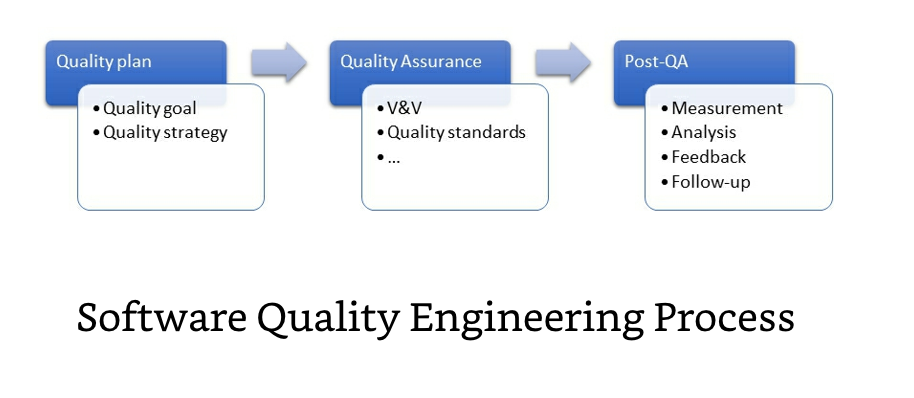 Quality plan
• Quality goal
• Quality strategy
Quality Assurance
• V&V
• Quality standards
• ...
Post-QA
• Measurement
• Analysis
• Feedback
• Follow-up
Software Quality Engineering Process